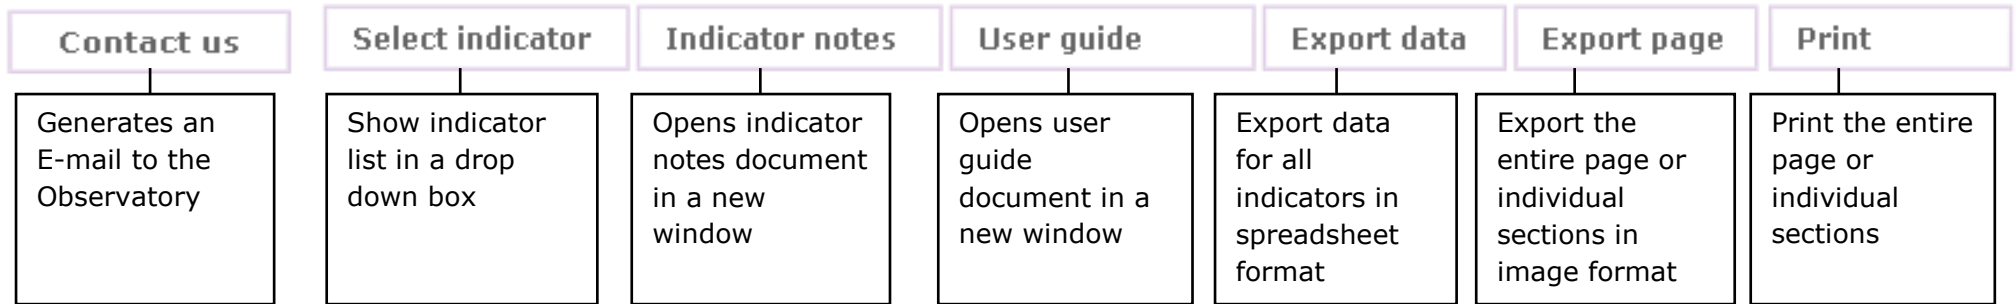 Contact us
Select indicator
Indicator notes
User guide
Export data
Export page
Print
Generates an
E-mail to the
Observatory
Show indicator
list in a drop
down box
Opens indicator
notes document
in a new
window
Opens user
guide
document in a
new window
Export data
for all
indicators in
spreadsheet
format
Export the
entire page or
individual
sections in
image format
Print the entire
page or
individual
sections